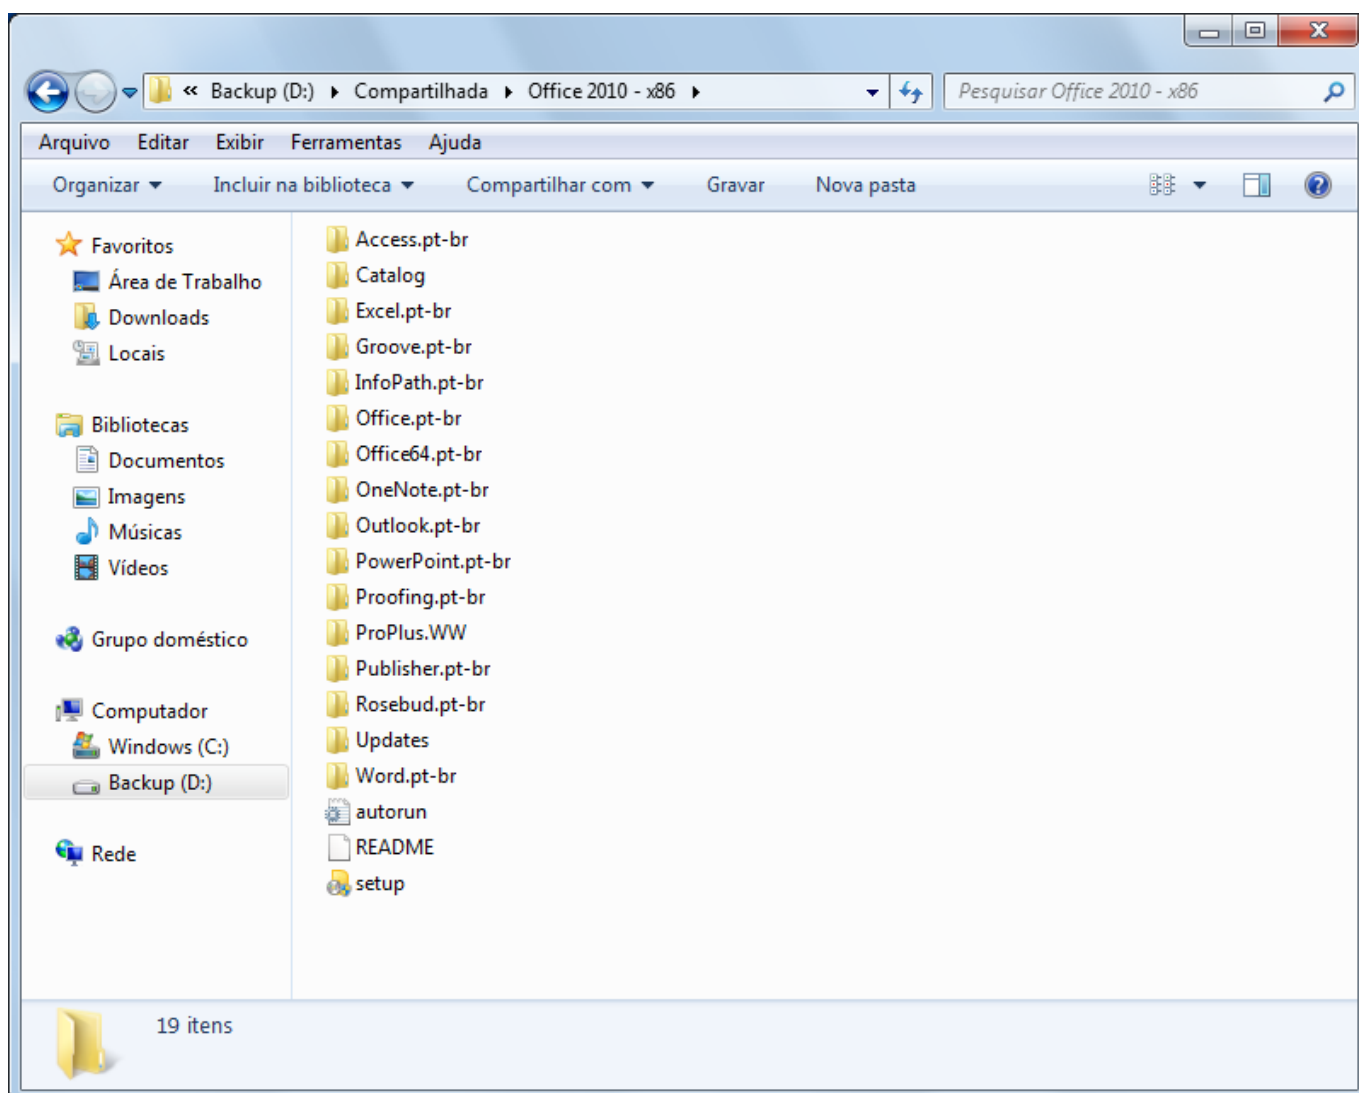 « Backup (D:) Compartilhada Office 2010 - x86
Pesquisar Office 2010 - x86
Arquivo Editar Exibir Ferramentas Ajuda
Organizar Incluir na biblioteca Compartilhar com Gravar Nova pasta
Favoritos
Área de Trabalho
Downloads
Locais
Bibliotecas
Documentos
Imagens
Músicas
Vídeos
Grupo doméstico
Computador
Windows (C:)
Backup (D:)
Rede
Access.pt-br
Catalog
Excel.pt-br
Groove.pt-br
InfoPath.pt-br
Office.pt-br
Office64.pt-br
OneNote.pt-br
Outlook.pt-br
PowerPoint.pt-br
Proofing.pt-br
ProPlus.WW
Publisher.pt-br
Rosebud.pt-br
Updates
Word.pt-br
autorun
README
setup
19 itens